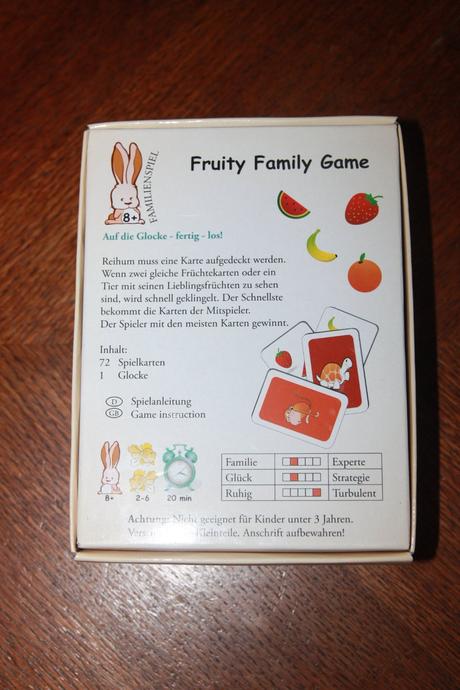 Fruity Family Game
FAMILIENSPIEL
8+
Auf die Glocke - fertig - los!
Reihum muss eine Karte aufgedeckt werden.
Wenn zwei gleiche Früchtekarten oder ein
Tier mit seinen Lieblingsfrüchten zu sehen
sind, wird schnell geklingelt. Der Schnellste
bekommt die Karten der Mitspieler.
Der Spieler mit den meisten Karten gewinnt.
Inhalt:
72 Spielkarten
1 Glocke
D Spielanleitung
GB Game instruction
8+ 2-6 20 min
Familie Experte
Glück Strategie
Ruhig Turbulent
Achtung: Nicht geeignet für Kinder unter 3 Jahren.
Kleinteile. Anschrift aufbewahren!